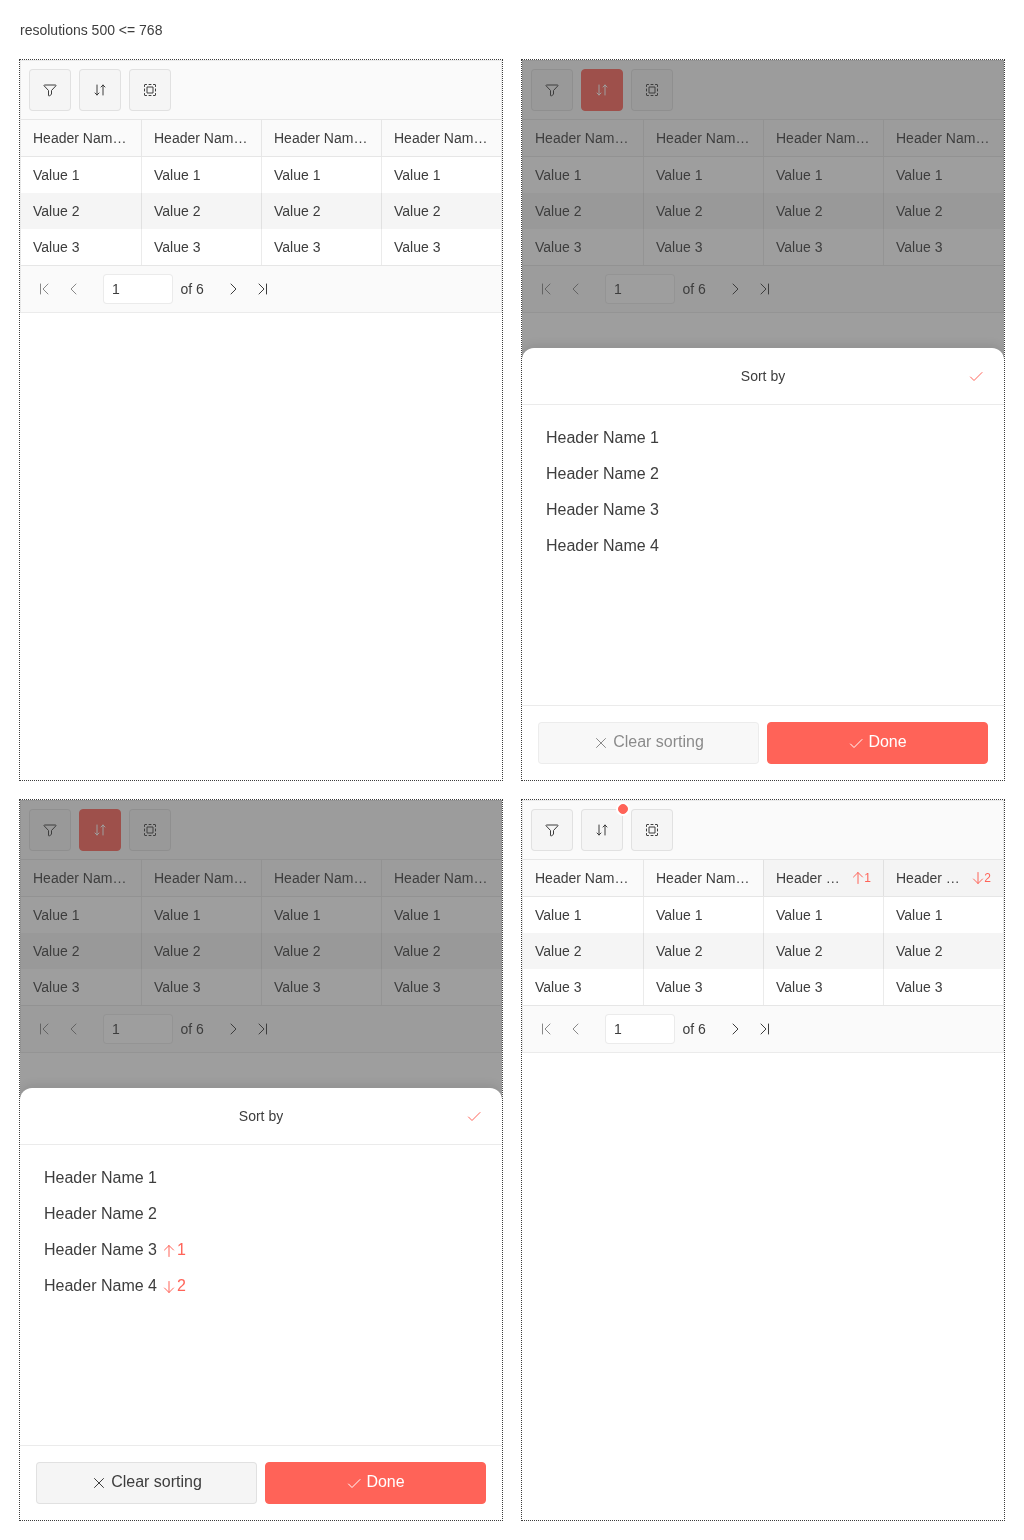 resolutions 500 <= 768
Header Nam… Header Nam… Header Nam… Header Nam…
Value 1 Value 1 Value 1 Value 1
Value 2 Value 2 Value 2 Value 2
Value 3 Value 3 Value 3 Value 3
1 of 6
Header Nam… Header Nam… Header Nam… Header Nam…
Value 1 Value 1 Value 1 Value 1
Value 2 Value 2 Value 2 Value 2
Value 3 Value 3 Value 3 Value 3
1 of 6
Sort by
Header Name 1
Header Name 2
Header Name 3
Header Name 4
Clear sorting Done
Header Nam… Header Nam… Header Nam… Header Nam…
Value 1 Value 1 Value 1 Value 1
Value 2 Value 2 Value 2 Value 2
Value 3 Value 3 Value 3 Value 3
1 of 6
Sort by
Header Name 1
Header Name 2
Header Name 3 ↑1
Header Name 4 ↓2
Clear sorting Done
Header Nam… Header Nam… Header … ↑1 Header … ↓2
Value 1 Value 1 Value 1 Value 1
Value 2 Value 2 Value 2 Value 2
Value 3 Value 3 Value 3 Value 3
1 of 6